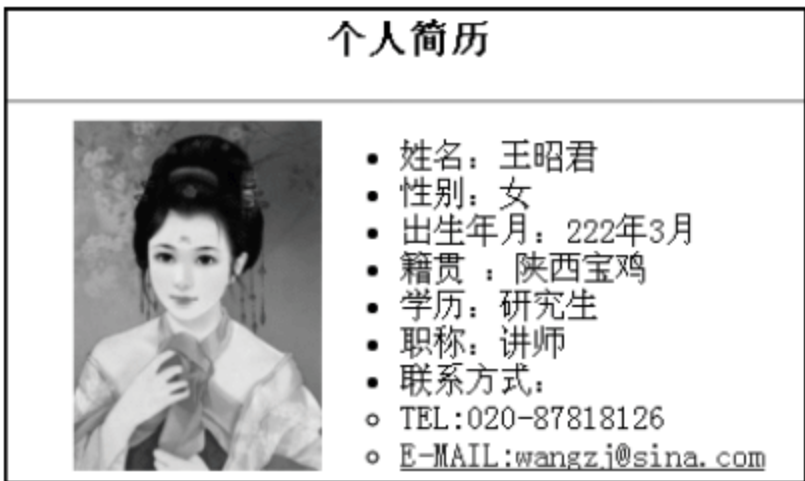 个人简历
姓名：王昭君
性别：女
出生年月：222年3月
籍贯 ：陕西宝鸡
学历：研究生
职称：讲师
联系方式：
TEL:020-87818126
E-MAIL:wangzj@sina.com